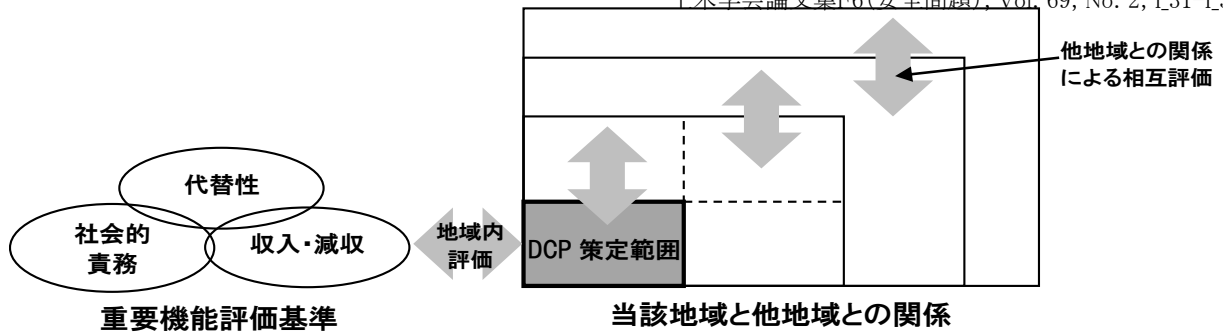 他地域との関係
による相互評価
代替性
社会的
責務
収入・減収
地域内
評価
DCP 策定範囲
重要機能評価基準
当該地域と他地域との関係